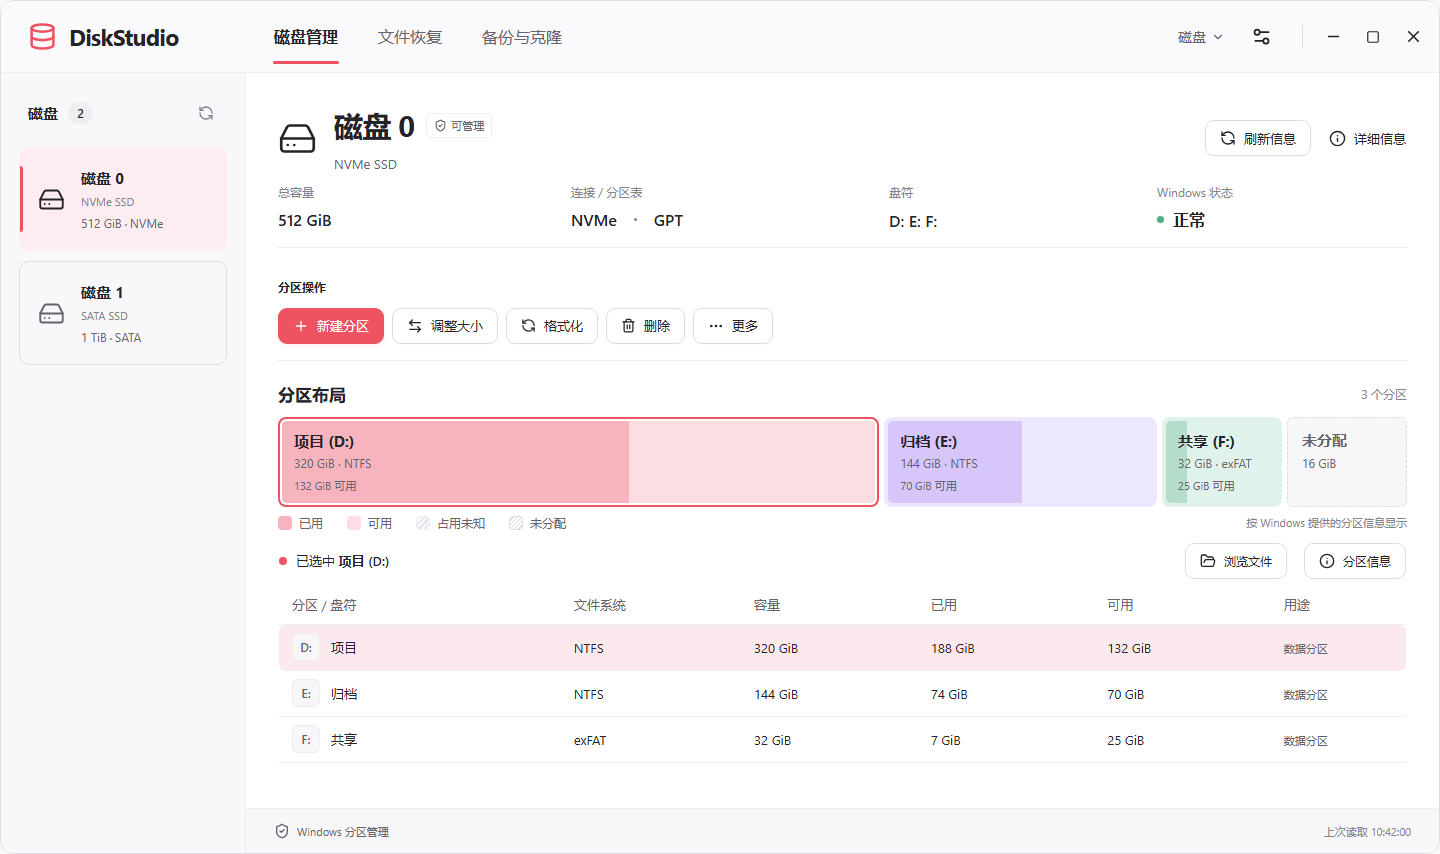 DiskStudio
磁盘管理 文件恢复 备份与克隆
磁盘
磁盘 2
磁盘 0
NVMe SSD
512 GiB · NVMe
磁盘 1
SATA SSD
1 TiB · SATA
磁盘 0 可管理
NVMe SSD
刷新信息 详细信息
总容量 连接 / 分区表 盘符 Windows 状态
512 GiB NVMe · GPT D: E: F: 正常
分区操作
新建分区 调整大小 格式化 删除 更多
分区布局 3 个分区
项目 (D:)
320 GiB · NTFS
132 GiB 可用
归档 (E:)
144 GiB · NTFS
70 GiB 可用
共享 (F:)
32 GiB · exFAT
25 GiB 可用
未分配
16 GiB
已用 可用 占用未知 未分配 按 Windows 提供的分区信息显示
已选中 项目 (D:) 浏览文件 分区信息
分区 / 盘符 文件系统 容量 已用 可用 用途
D: 项目 NTFS 320 GiB 188 GiB 132 GiB 数据分区
E: 归档 NTFS 144 GiB 74 GiB 70 GiB 数据分区
F: 共享 exFAT 32 GiB 7 GiB 25 GiB 数据分区
Windows 分区管理 上次读取 10:42:00